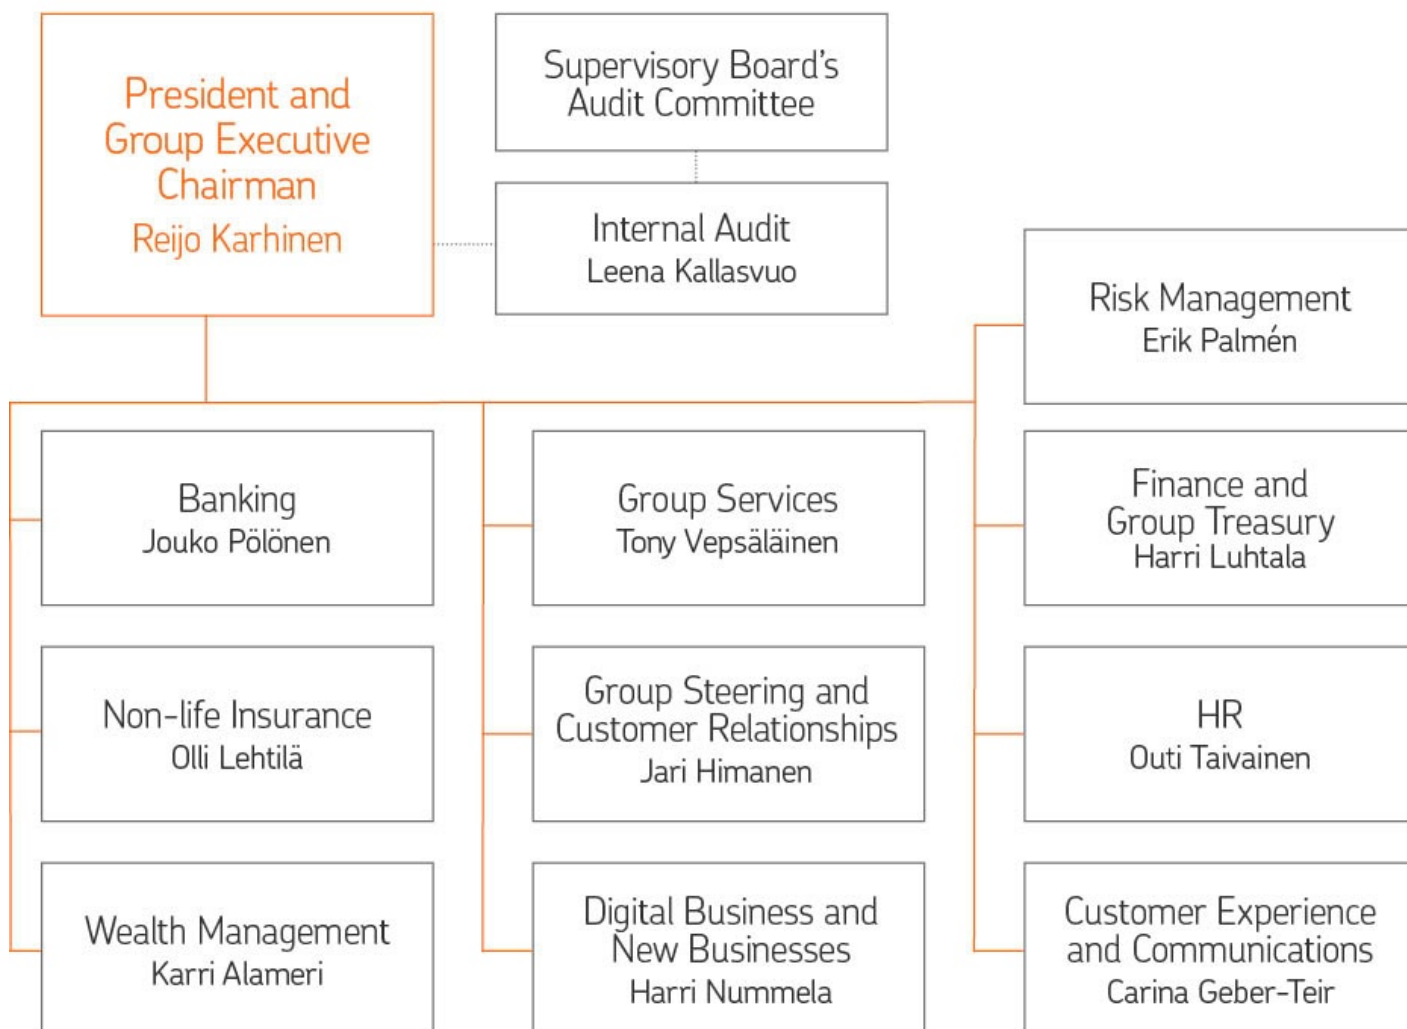 President and
Group Executive
Chairman
Reijo Karhinen
Supervisory Board's
Audit Committee
Internal Audit
Leena Kallasvuo
Risk Management
Erik Palmén
Banking
Jouko Pölönen
Group Services
Tony Vepsäläinen
Finance and
Group Treasury
Harri Luhtala
Non-life Insurance
Olli Lehtilä
Group Steering and
Customer Relationships
Jari Himanen
HR
Outi Taivainen
Wealth Management
Karri Alameri
Digital Business and
New Businesses
Harri Nummela
Customer Experience
and Communications
Carina Geber-Teir